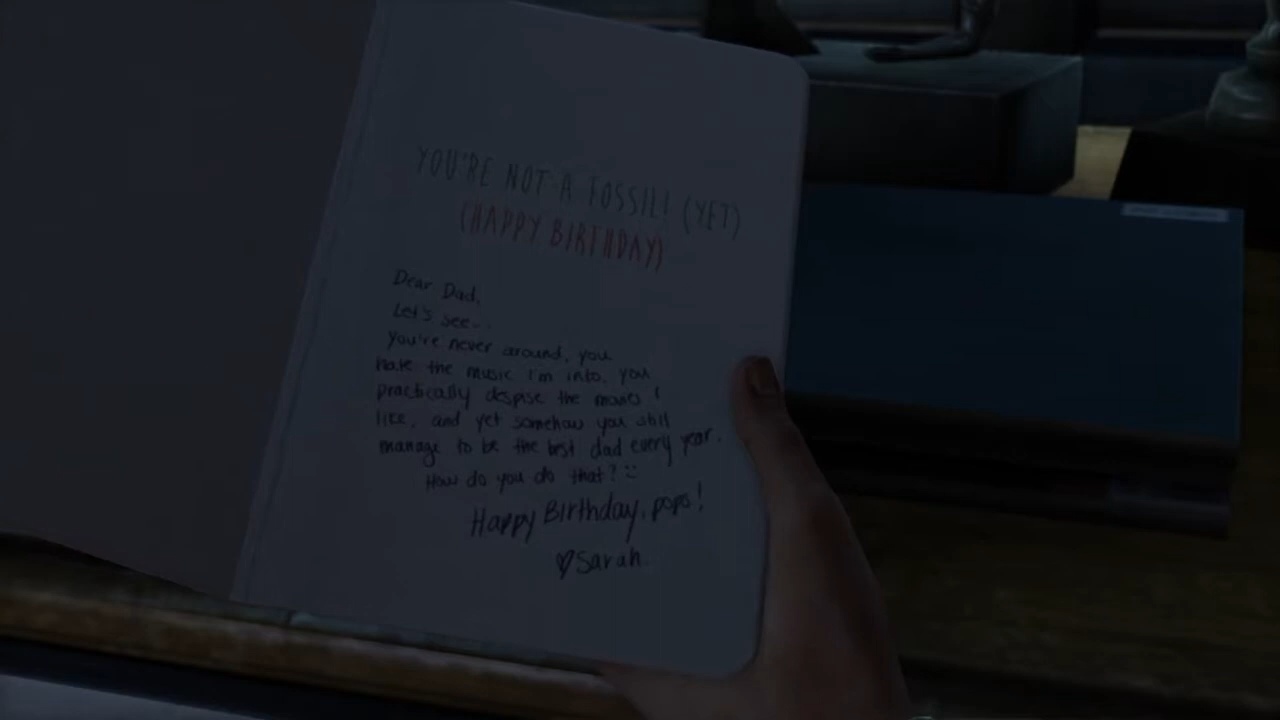 YOU'RE NOT A FOSSIL! (YET)
(HAPPY BIRTHDAY)
Dear Dad,
Let's see...
You're never around, you
hate the music I'm into, you
practically despise the movies I
like, and yet somehow you still
manage to be the best dad every year.
How do you do that? :)
Happy Birthday, pops!
♡Sarah.